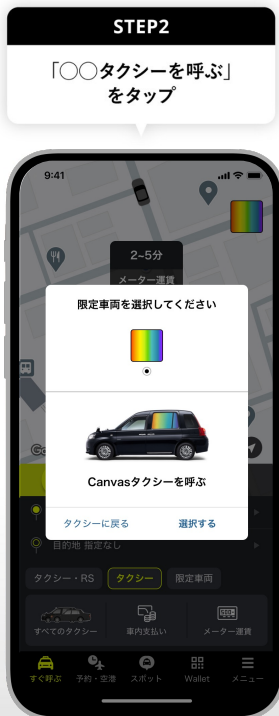 STEP2
「○○タクシーを呼ぶ」
をタップ
9:41
2~5分
メーター運賃
限定車両を選択してください
Canvasタクシーを呼ぶ
タクシーに戻る
選択する
目的地 指定なし
タクシー・RS
タクシー
限定車両
すべてのタクシー
車内支払い
メーター運賃
すぐ呼ぶ
予約・空港
スポット
Wallet
メニュー